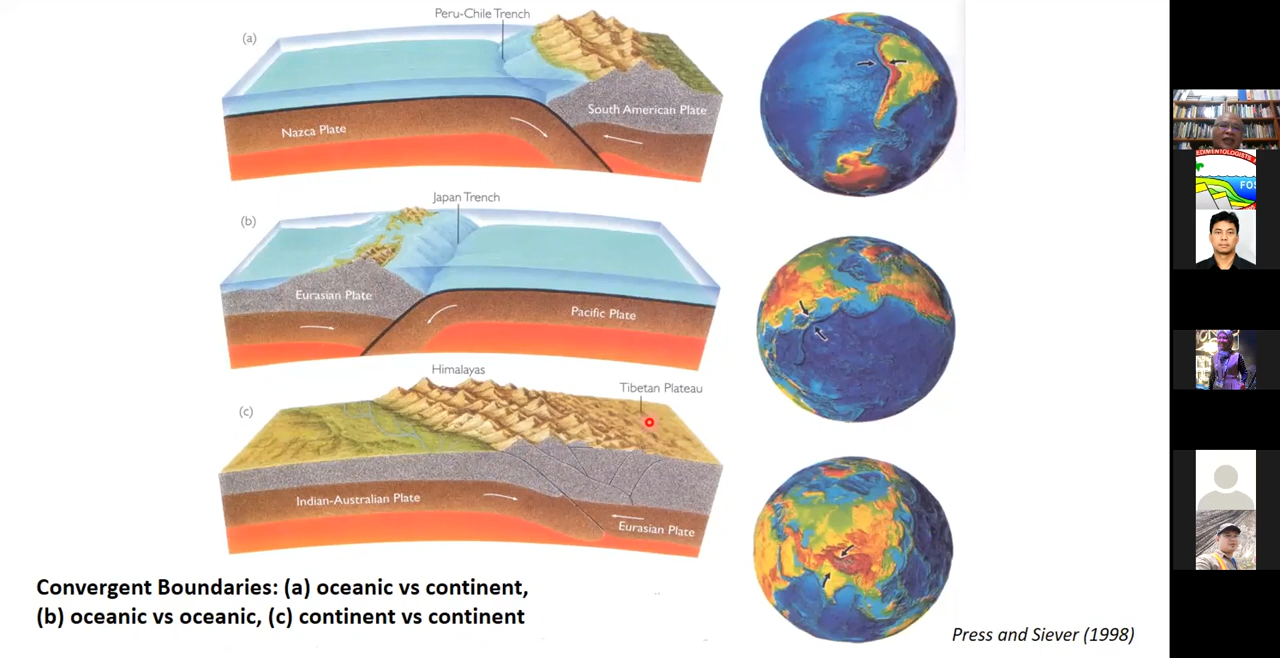 Peru-Chile Trench
(a)
South American Plate
Nazca Plate
Japan Trench
(b)
Eurasian Plate
Pacific Plate
Himalayas
Tibetan Plateau
(c)
Indian-Australian Plate
Eurasian Plate
Convergent Boundaries: (a) oceanic vs continent,
(b) oceanic vs oceanic, (c) continent vs continent
Press and Siever (1998)
EDIMENTOLOGISTS